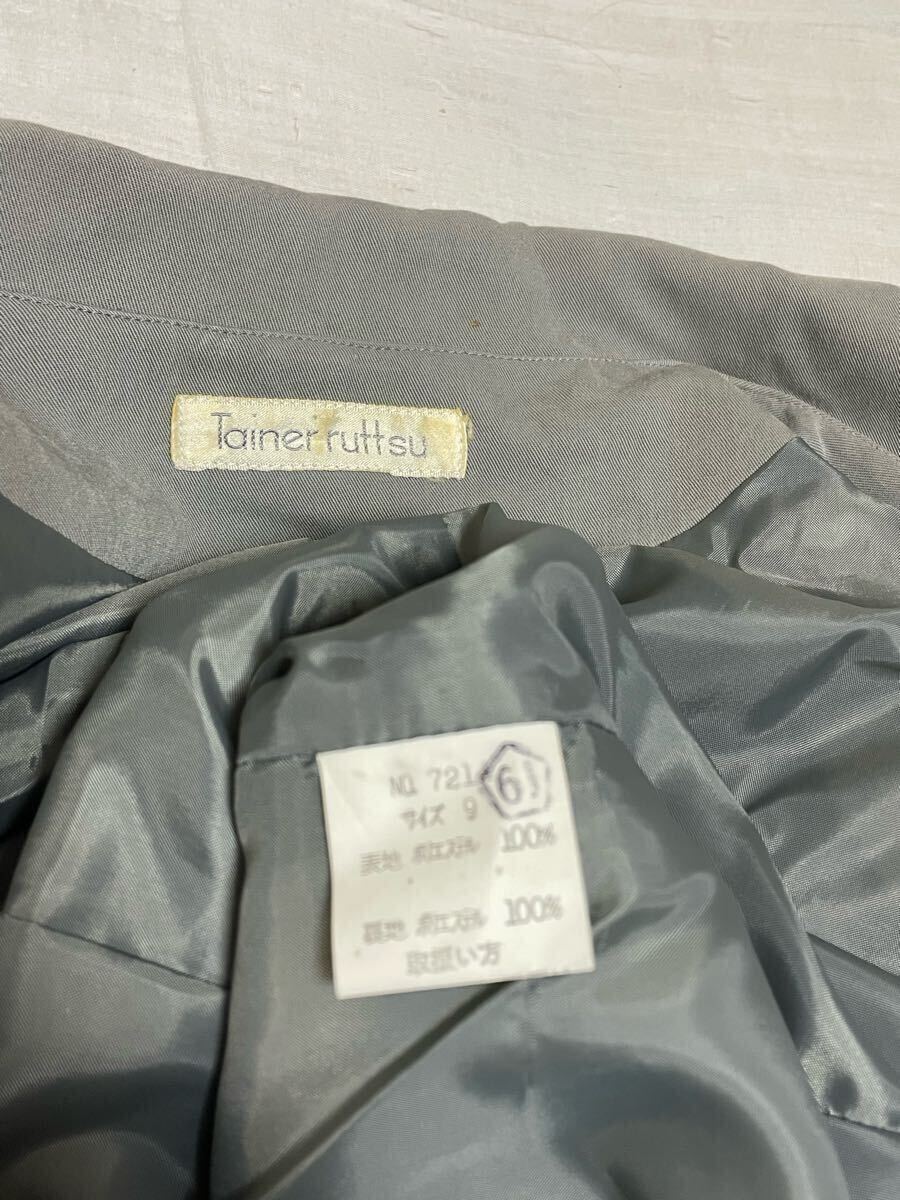 Tainer ruttsu
No. 721
サイズ 9
表地 ポリエステル 100%
裏地 ポリエステル 100%
取扱い方